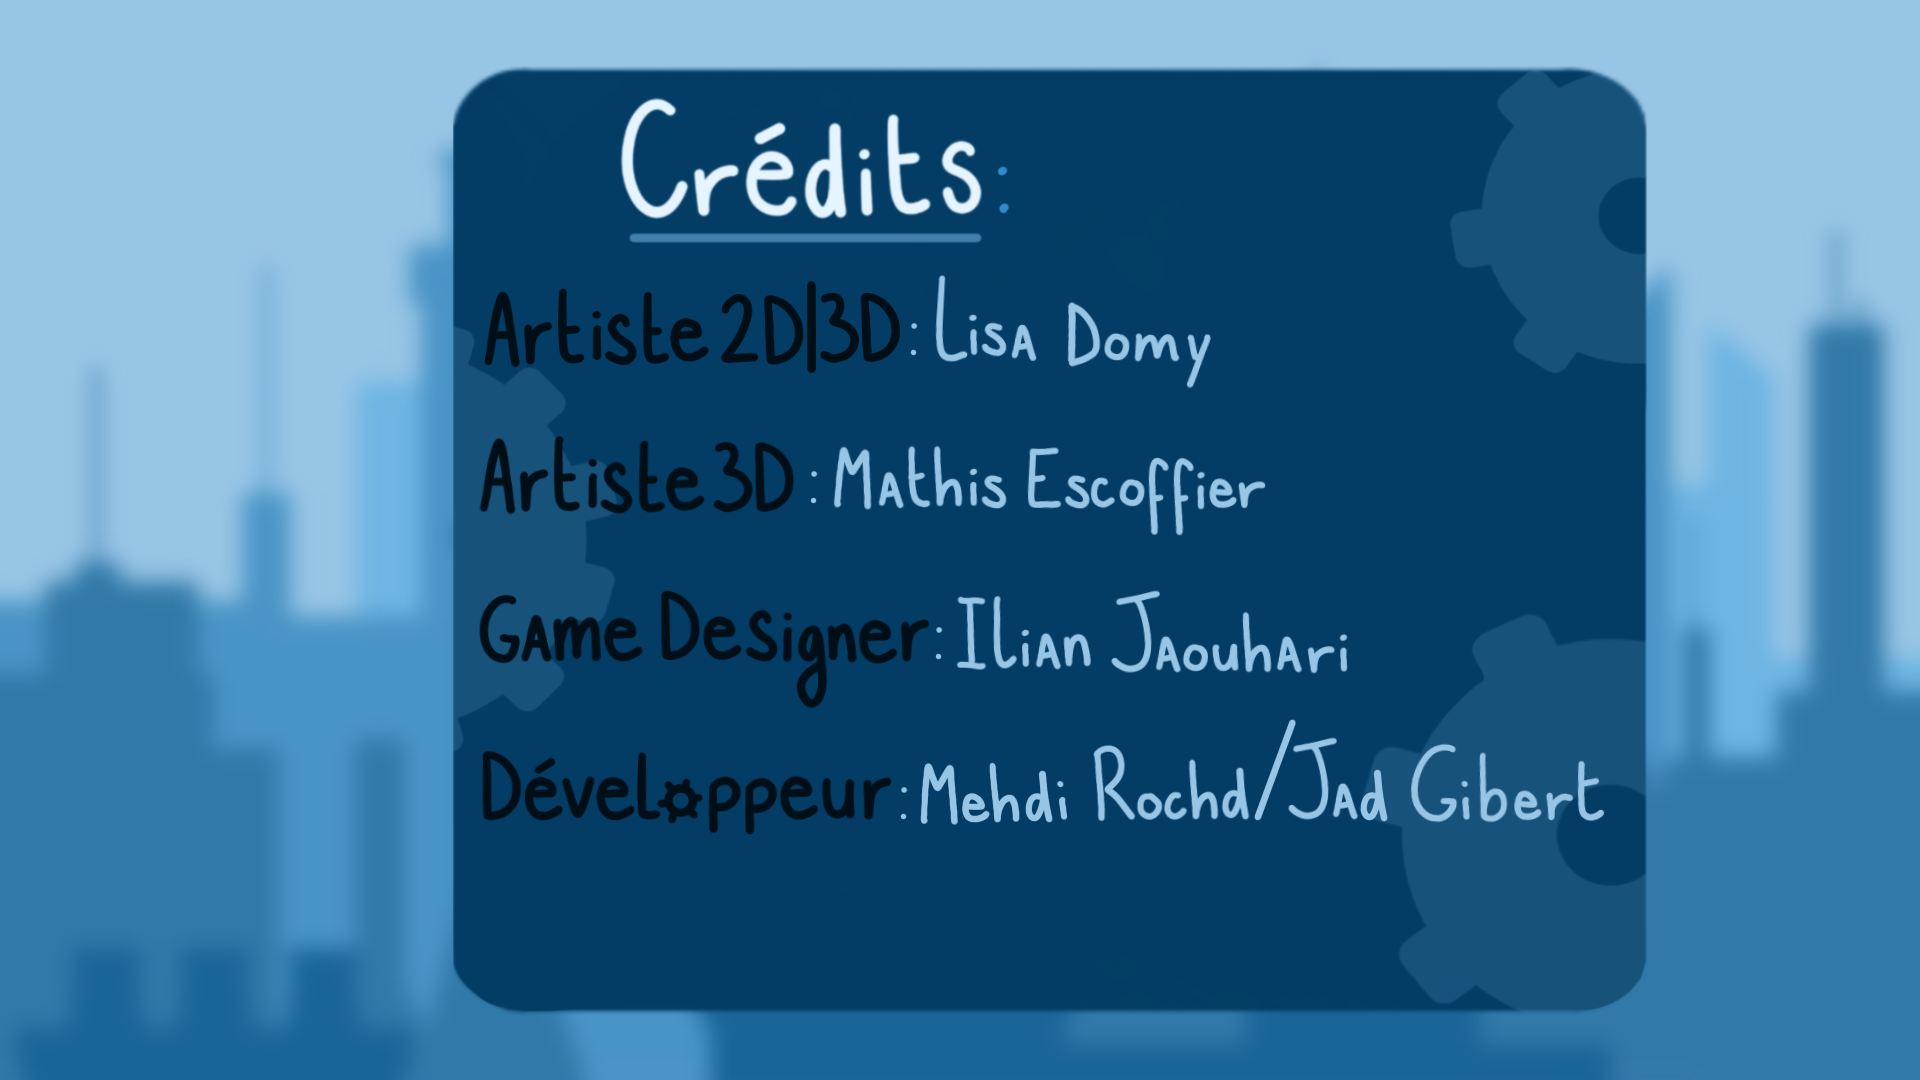 Crédits :
Artiste 2D|3D : Lisa Domy
Artiste 3D : Mathis Escoffier
Game Designer : Ilian Jaouhari
Développeur : Mehdi Rochd/Jad Gibert